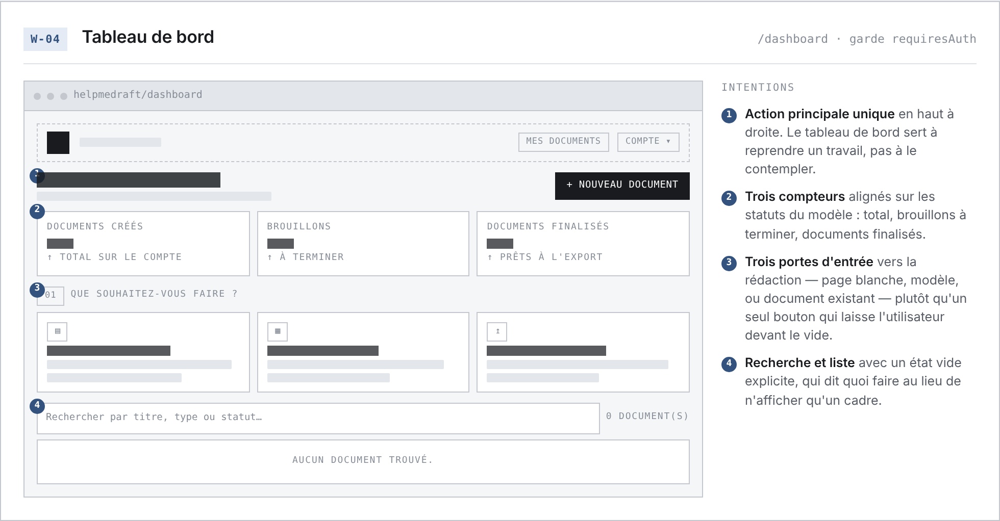 W-04 Tableau de bord
/dashboard · garde requiresAuth
helpmedraft/dashboard
MES DOCUMENTS
COMPTE ▾
1
+ NOUVEAU DOCUMENT
2
DOCUMENTS CRÉÉS
↑ TOTAL SUR LE COMPTE
BROUILLONS
↑ À TERMINER
DOCUMENTS FINALISÉS
↑ PRÊTS À L'EXPORT
3
01 QUE SOUHAITEZ-VOUS FAIRE ?
4
Rechercher par titre, type ou statut…
0 DOCUMENT(S)
AUCUN DOCUMENT TROUVÉ.
INTENTIONS
1 Action principale unique en haut à
droite. Le tableau de bord sert à
reprendre un travail, pas à le
contempler.
2 Trois compteurs alignés sur les
statuts du modèle : total, brouillons à
terminer, documents finalisés.
3 Trois portes d'entrée vers la
rédaction — page blanche, modèle,
ou document existant — plutôt qu'un
seul bouton qui laisse l'utilisateur
devant le vide.
4 Recherche et liste avec un état vide
explicite, qui dit quoi faire au lieu de
n'afficher qu'un cadre.